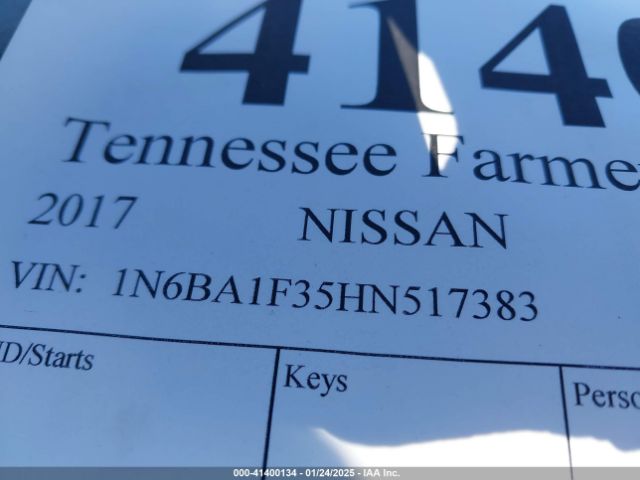 414
Tennessee Farme
2017 NISSAN
VIN: 1N6BA1F35HN517383
D/Starts
Keys
Perso
000-41400134 - 01/24/2025 - IAA Inc.